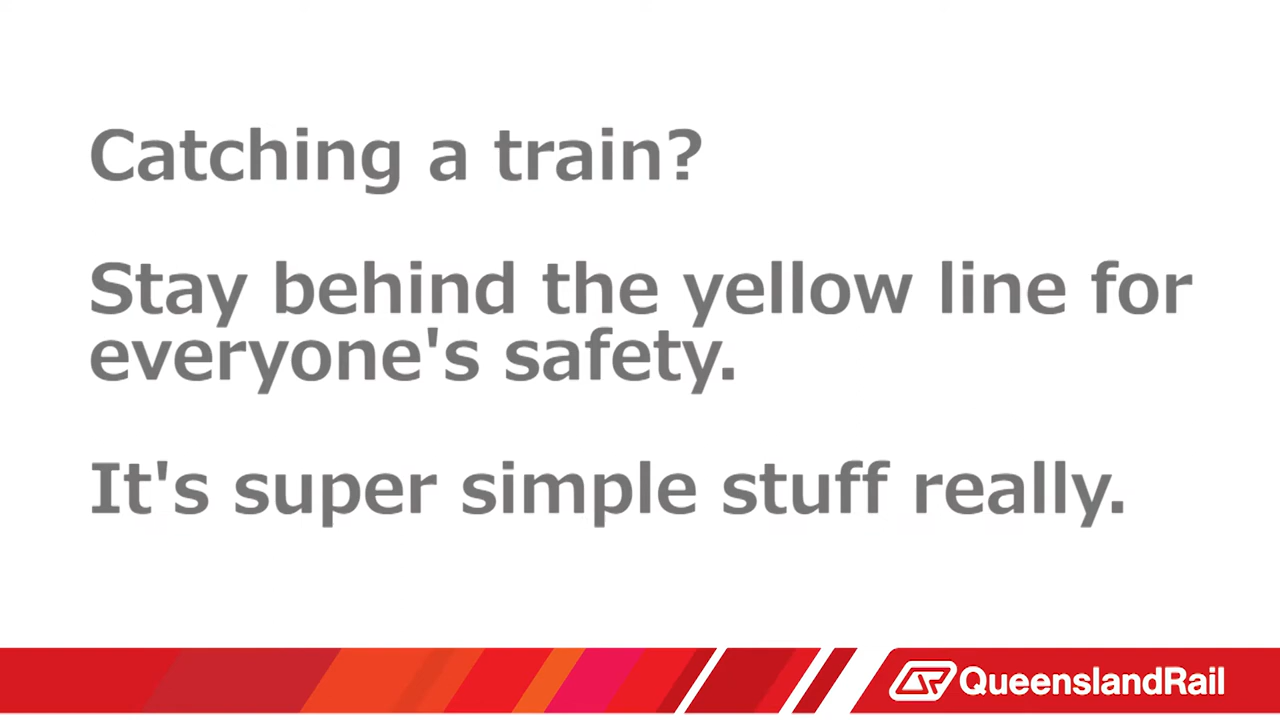 Catching a train?
Stay behind the yellow line for
everyone's safety.
It's super simple stuff really.
QueenslandRail